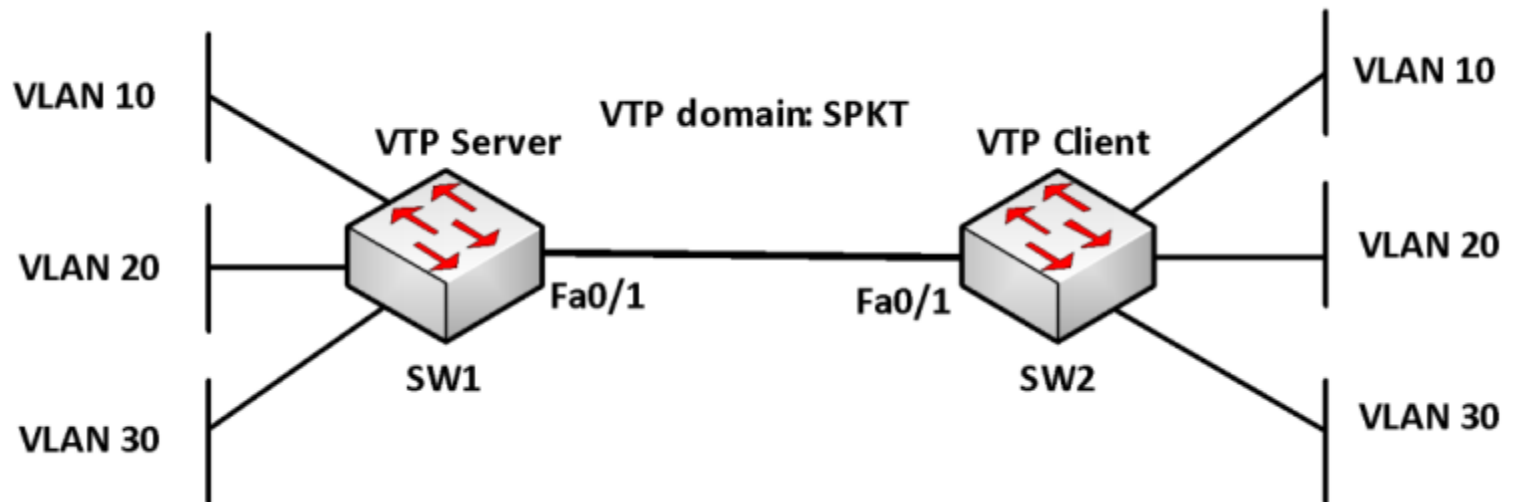 VLAN 10
VLAN 10
VTP domain: SPKT
VTP Server
VTP Client
VLAN 20
VLAN 20
Fa0/1
Fa0/1
SW1
SW2
VLAN 30
VLAN 30